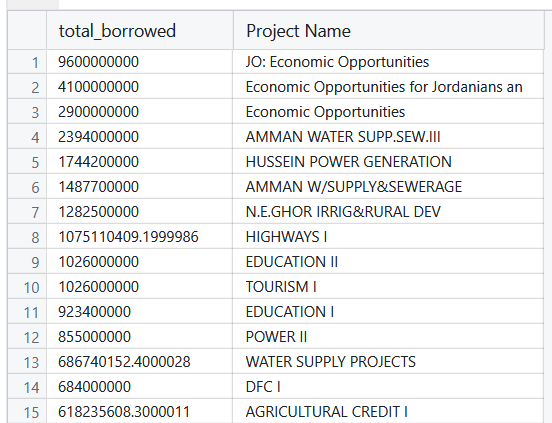 total_borrowed Project Name
1 9600000000 JO: Economic Opportunities
2 4100000000 Economic Opportunities for Jordanians an
3 2900000000 Economic Opportunities
4 2394000000 AMMAN WATER SUPP.SEW.III
5 1744200000 HUSSEIN POWER GENERATION
6 1487700000 AMMAN W/SUPPLY&SEWERAGE
7 1282500000 N.E.GHOR IRRIG&RURAL DEV
8 1075110409.1999986 HIGHWAYS I
9 1026000000 EDUCATION II
10 1026000000 TOURISM I
11 923400000 EDUCATION I
12 855000000 POWER II
13 686740152.4000028 WATER SUPPLY PROJECTS
14 684000000 DFC I
15 618235608.3000011 AGRICULTURAL CREDIT I